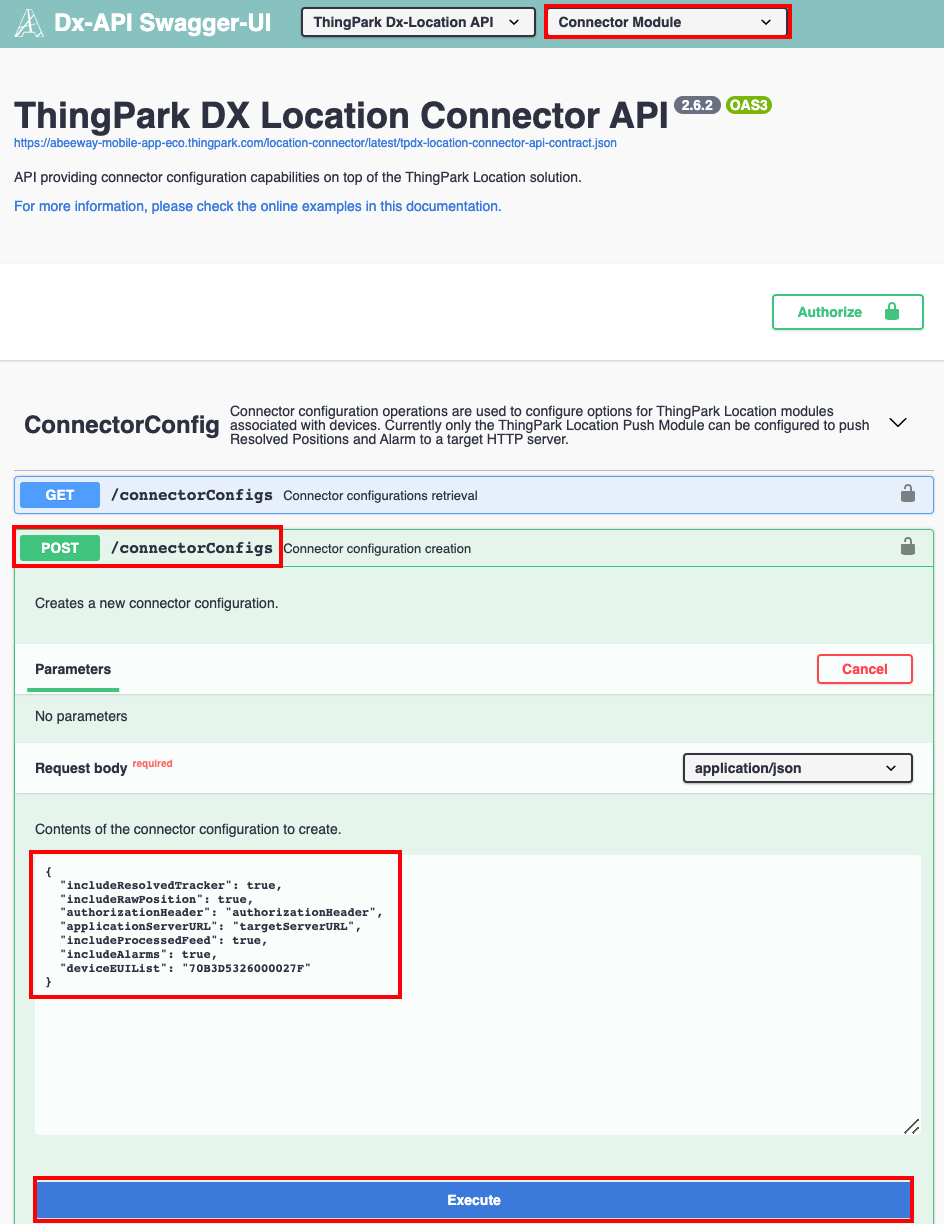 Dx-API Swagger-UI
ThingPark Dx-Location API
Connector Module
ThingPark DX Location Connector API 2.6.2 OAS3
https://abeeway-mobile-app-eco.thingpark.com/location-connector/latest/tpdx-location-connector-api-contract.json
API providing connector configuration capabilities on top of the ThingPark Location solution.
For more information, please check the online examples in this documentation.
Authorize
ConnectorConfig
Connector configuration operations are used to configure options for ThingPark Location modules
associated with devices. Currently only the ThingPark Location Push Module can be configured to push
Resolved Positions and Alarm to a target HTTP server.
GET /connectorConfigs Connector configurations retrieval
POST /connectorConfigs Connector configuration creation
Creates a new connector configuration.
Parameters
Cancel
No parameters
Request body required
application/json
Contents of the connector configuration to create.
{
"includeResolvedTracker": true,
"includeRawPosition": true,
"authorizationHeader": "authorizationHeader",
"applicationServerURL": "targetServerURL",
"includeProcessedFeed": true,
"includeAlarms": true,
"deviceEUIList": "70B3D5326000027F"
}
Execute